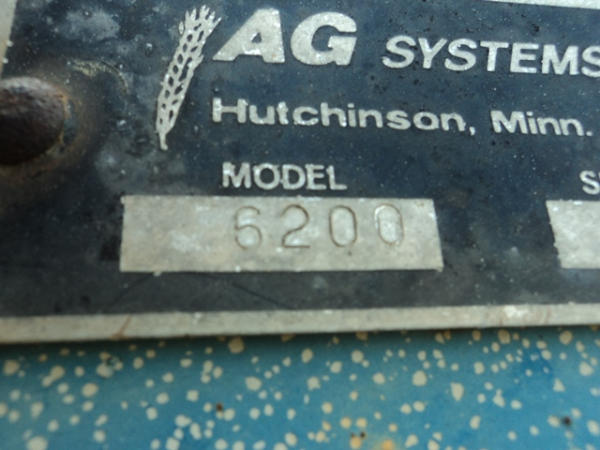 AG SYSTEMS
Hutchinson, Minn.
MODEL
6200